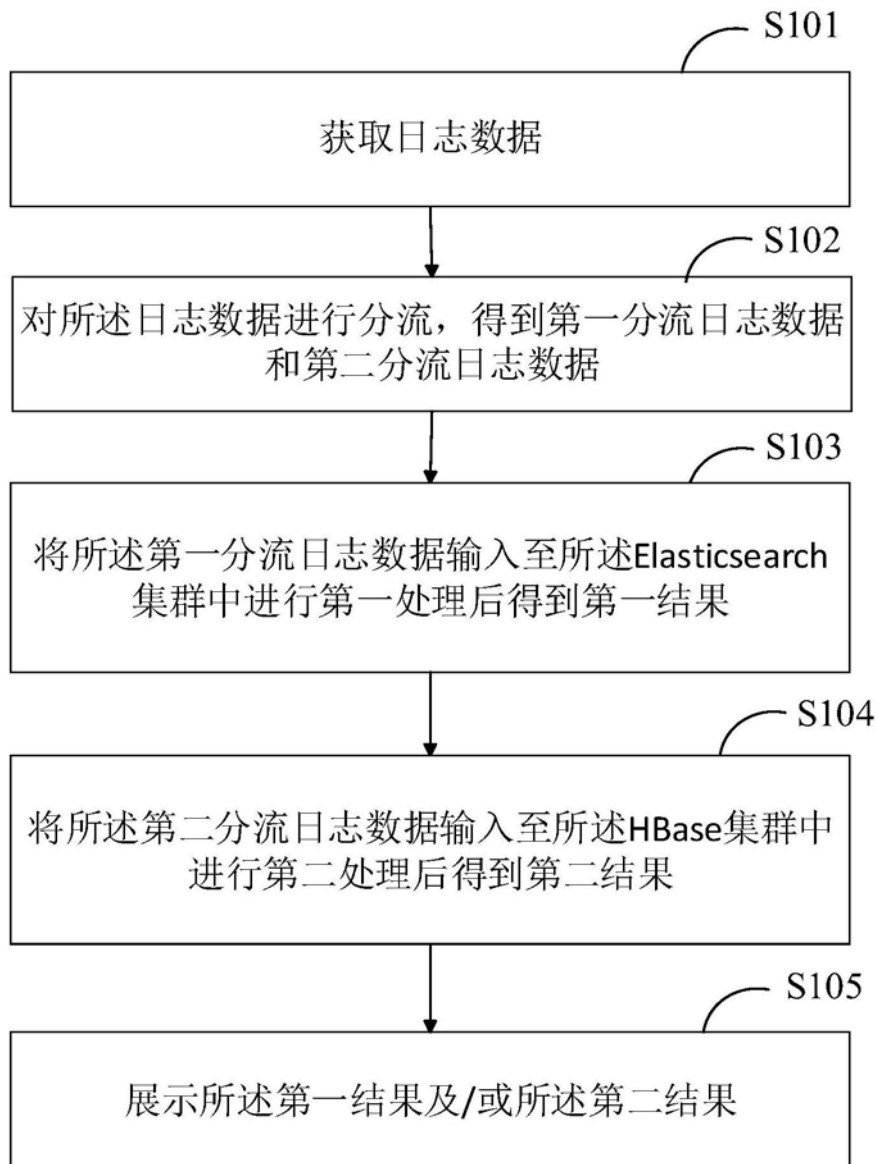 S101
获取日志数据
S102
对所述日志数据进行分流，得到第一分流日志数据
和第二分流日志数据
S103
将所述第一分流日志数据输入至所述Elasticsearch
集群中进行第一处理后得到第一结果
S104
将所述第二分流日志数据输入至所述HBase集群中
进行第二处理后得到第二结果
S105
展示所述第一结果及/或所述第二结果